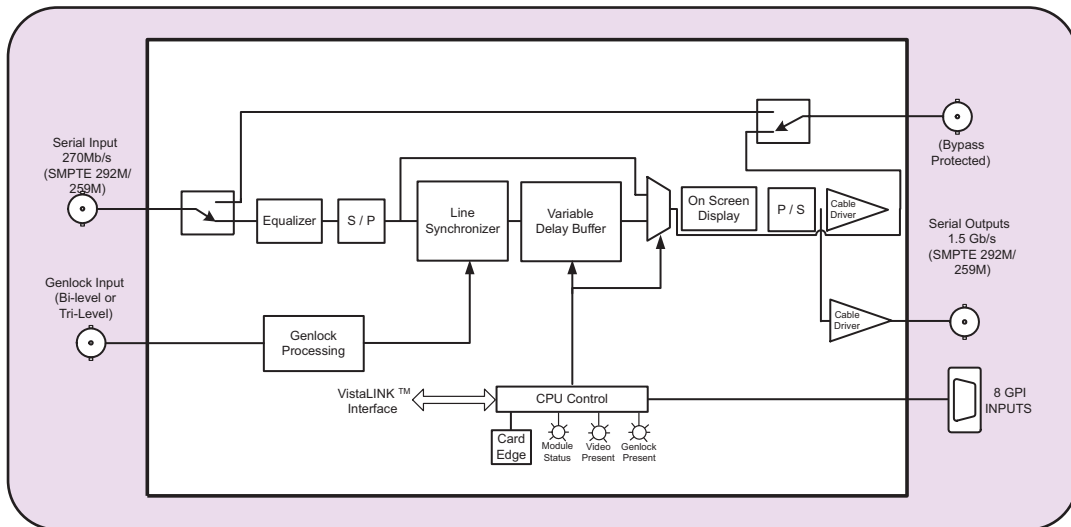 Serial Input
270Mb/s
(SMPTE 292M/
259M)
(Bypass
Protected)
Equalizer
S / P
Line
Synchronizer
Variable
Delay Buffer
On Screen
Display
P / S
Cable
Driver
Serial Outputs
1.5 Gb/s
(SMPTE 292M/
259M)
Genlock Input
(Bi-level or
Tri-Level)
Genlock
Processing
Cable
Driver
VistaLINK ™
Interface
CPU Control
8 GPI
INPUTS
Card
Edge
Module
Status
Video
Present
Genlock
Present